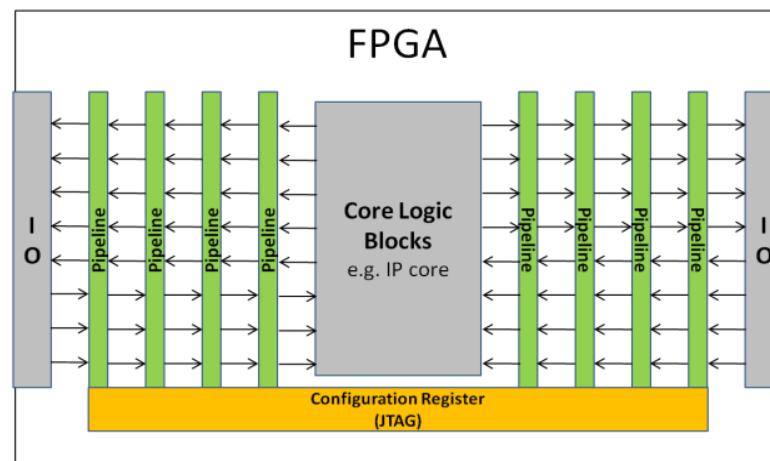 FPGA
I
O
Pipeline
Pipeline
Pipeline
Pipeline
Core Logic
Blocks
e.g. IP core
Pipeline
Pipeline
Pipeline
Pipeline
I
O
Configuration Register
(JTAG)